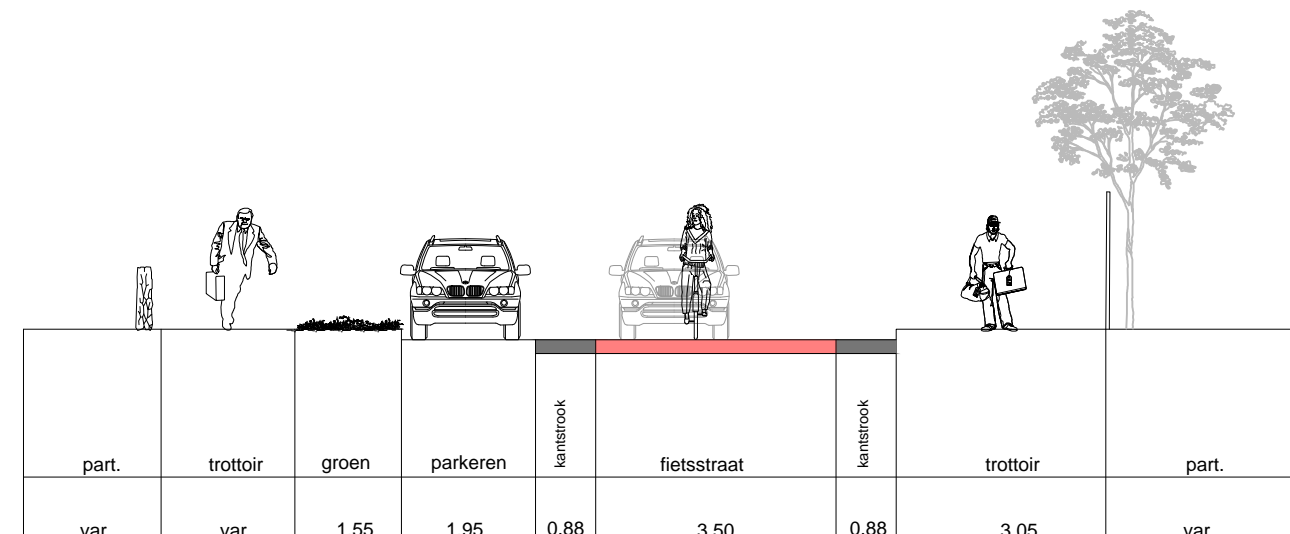 part. trottoir groen parkeren kantstrook fietsstraat kantstrook trottoir part.
var var 1.55 1.95 0.88 3.50 0.88 3.05 var